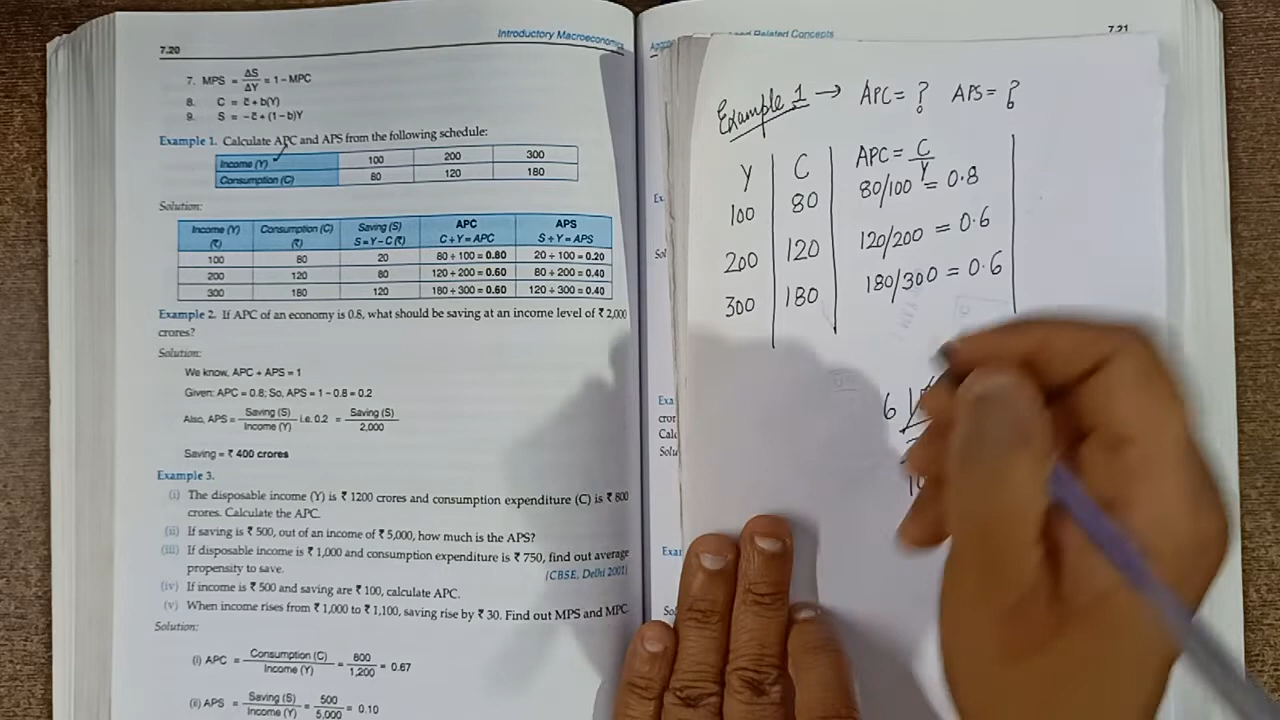 7.20
Introductory Macroeconomics
7. MPS = ΔS/ΔY = 1 – MPC
8. C = c̄ + b(Y)
9. S = –c̄ + (1–b)Y
Example 1. Calculate APC and APS from the following schedule:
Income (Y) 100 200 300
Consumption (C) 80 120 180
Solution:
Income (Y) (₹) Consumption (C) (₹) Saving (S) S = Y – C (₹) APC C ÷ Y = APC APS S ÷ Y = APS
100 80 20 80 ÷ 100 = 0.80 20 ÷ 100 = 0.20
200 120 80 120 ÷ 200 = 0.60 80 ÷ 200 = 0.40
300 180 120 180 ÷ 300 = 0.60 120 ÷ 300 = 0.40
Example 2. If APC of an economy is 0.8, what should be saving at an income level of ₹ 2,000
crores?
Solution:
We know, APC + APS = 1
Given: APC = 0.8; So, APS = 1 – 0.8 = 0.2
Also, APS = Saving (S)/Income (Y) i.e. 0.2 = Saving (S)/2,000
Saving = ₹ 400 crores
Example 3.
(i) The disposable income (Y) is ₹ 1200 crores and consumption expenditure (C) is ₹ 800
crores. Calculate the APC.
(ii) If saving is ₹ 500, out of an income of ₹ 5,000, how much is the APS?
(iii) If disposable income is ₹ 1,000 and consumption expenditure is ₹ 750, find out average
propensity to save. (CBSE, Delhi 2001)
(iv) If income is ₹ 500 and saving are ₹ 100, calculate APC.
(v) When income rises from ₹ 1,000 to ₹ 1,100, saving rise by ₹ 30. Find out MPS and MPC.
Solution:
(i) APC = Consumption (C)/Income (Y) = 800/1,200 = 0.67
(ii) APS = Saving (S)/Income (Y) = 500/5,000 = 0.10
Related Concepts
7.21
Example 1 → APC = ? APS = ?
Y C APC = C/Y
100 80 80/100 = 0.8
200 120 120/200 = 0.6
300 180 180/300 = 0.6
6